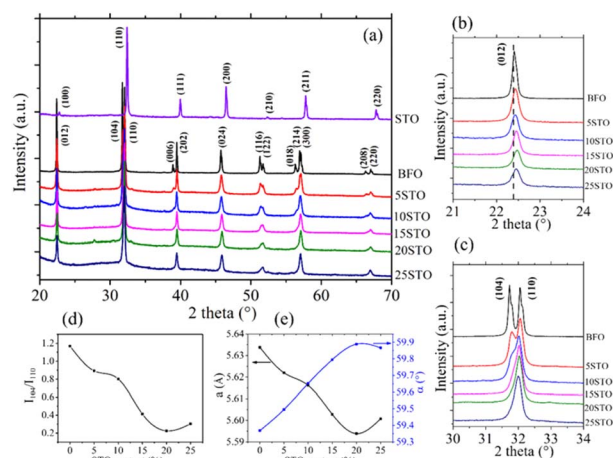 (a)
Intensity (a.u.)
(100)
(110)
(111)
(200)
(210)
(211)
(220)
STO
(012)
(104)
(110)
(006)
(202)
(024)
(116)
(122)
(018)
(214)
(300)
(208)
(220)
BFO
5STO
10STO
15STO
20STO
25STO
20 30 40 50 60 70
2 theta (°)
(b)
Intensity (a.u.)
(012)
BFO
5STO
10STO
15STO
20STO
25STO
21 22 23 24
2 theta (°)
(c)
Intensity (a.u.)
(104)
(110)
BFO
5STO
10STO
15STO
20STO
25STO
30 31 32 33 34
2 theta (°)
(d)
I104/I110
1.2
1.0
0.8
0.6
0.4
0.2
0 5 10 15 20 25
(e)
a (Å)
5.64
5.63
5.62
5.61
5.60
5.59
0 5 10 15 20 25
59.9
59.8
59.7
59.6
59.5
59.4
59.3
α (°)